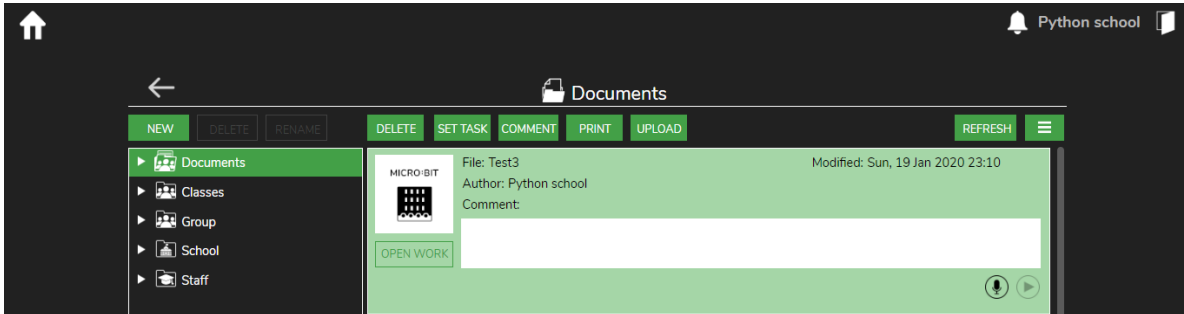 Python school
Documents
NEW DELETE RENAME DELETE SET TASK COMMENT PRINT UPLOAD REFRESH
Documents
Classes
Group
School
Staff
MICRO:BIT
File: Test3 Modified: Sun, 19 Jan 2020 23:10
Author: Python school
Comment:
OPEN WORK